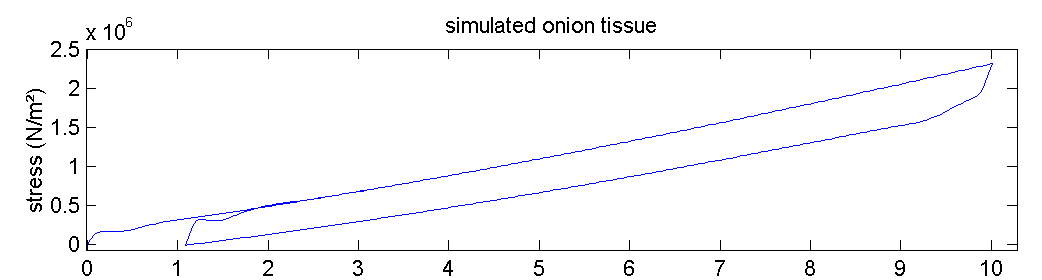 simulated onion tissue
x 10⁶
2.5
2
1.5
1
0.5
0
stress (N/m²)
0 1 2 3 4 5 6 7 8 9 10